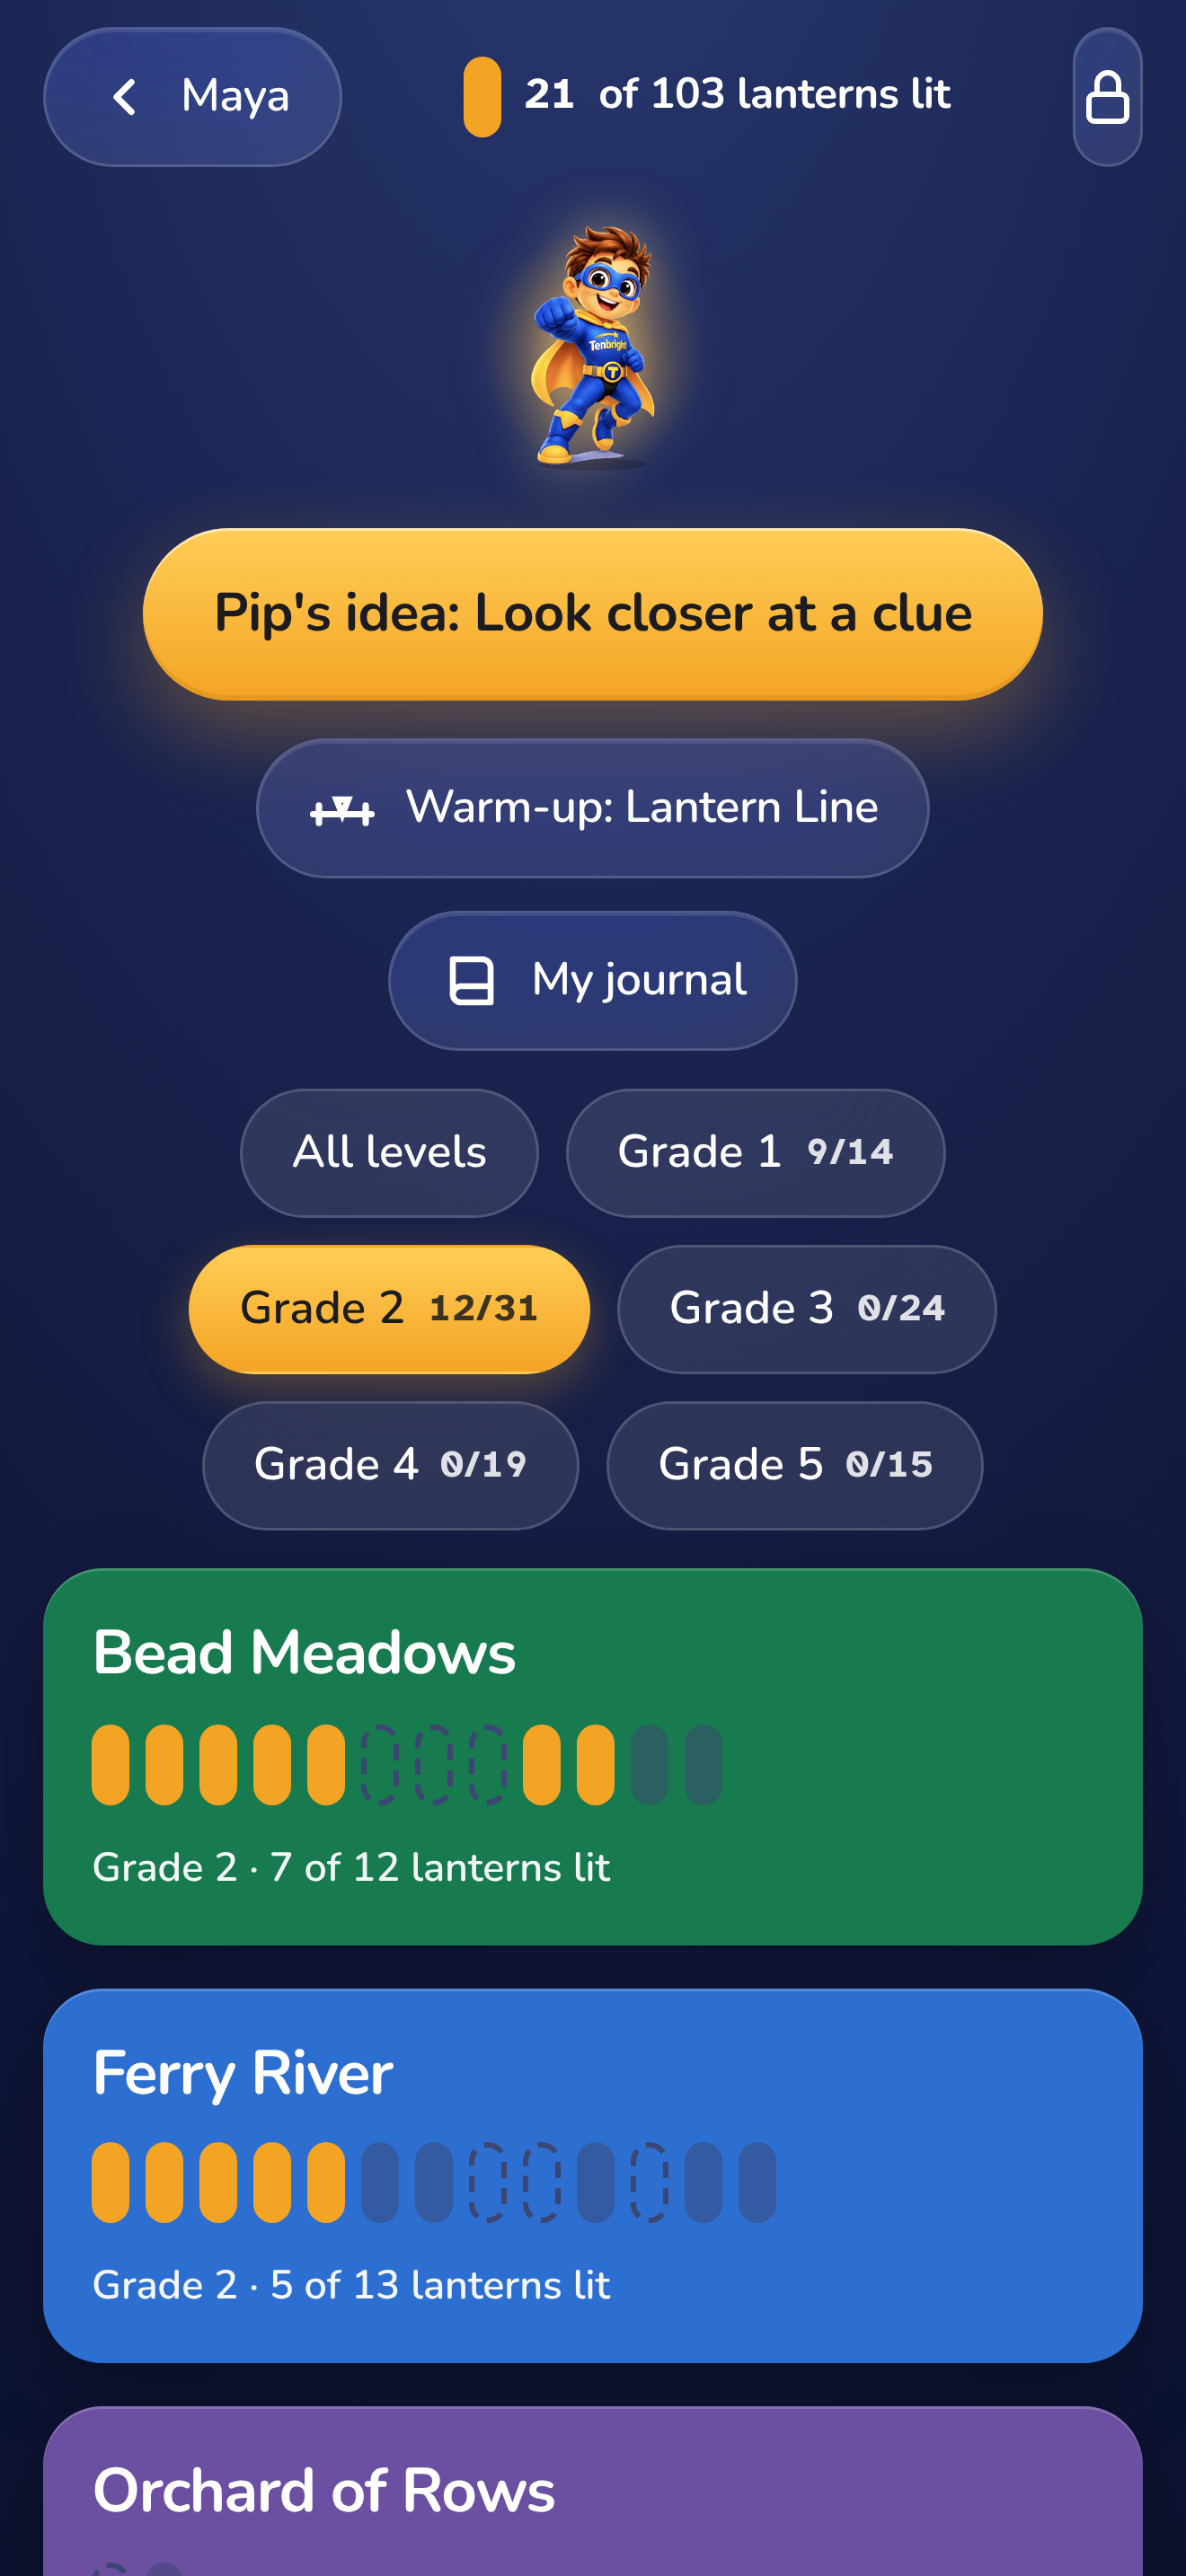 Maya
21 of 103 lanterns lit
Tenbright
T
Pip's idea: Look closer at a clue
Warm-up: Lantern Line
My journal
All levels
Grade 1 9/14
Grade 2 12/31
Grade 3 0/24
Grade 4 0/19
Grade 5 0/15
Bead Meadows
Grade 2 · 7 of 12 lanterns lit
Ferry River
Grade 2 · 5 of 13 lanterns lit
Orchard of Rows